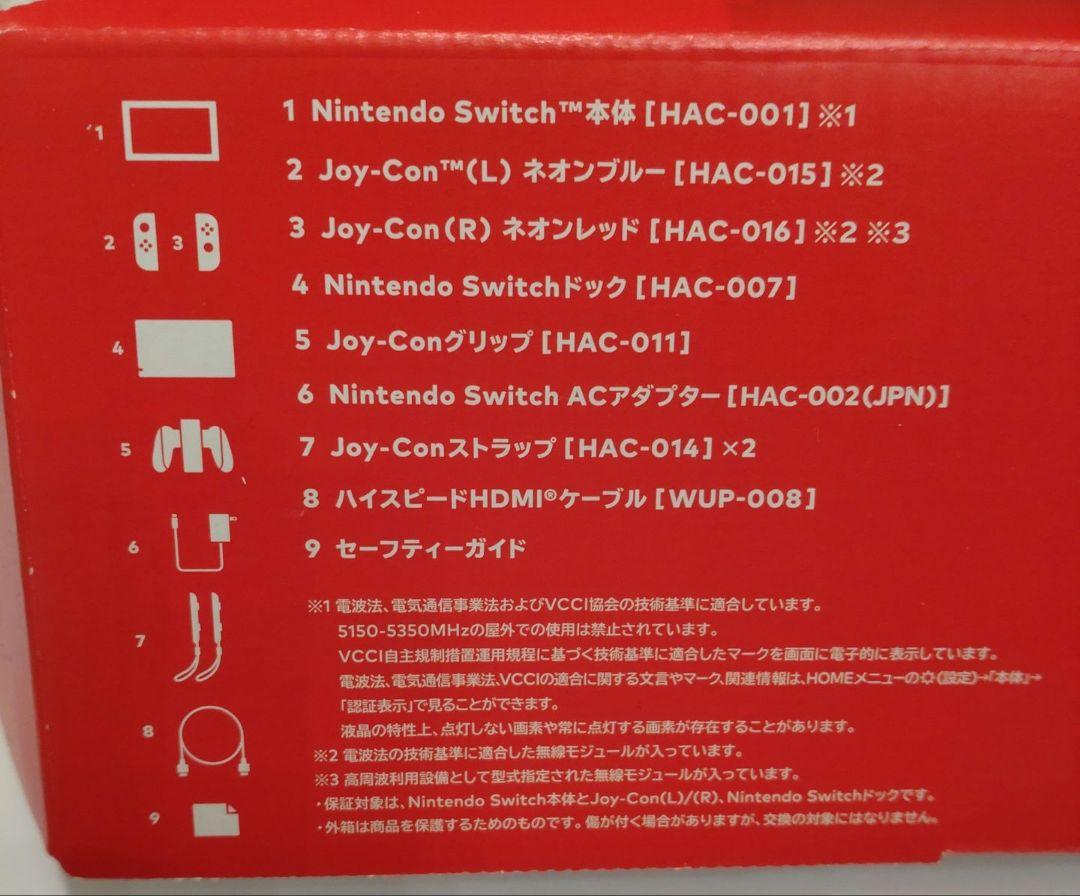 1 Nintendo Switch™本体 [HAC-001] ※1
2 Joy-Con™(L) ネオンブルー [HAC-015] ※2
3 Joy-Con(R) ネオンレッド [HAC-016] ※2 ※3
4 Nintendo Switchドック [HAC-007]
5 Joy-Conグリップ [HAC-011]
6 Nintendo Switch ACアダプター [HAC-002(JPN)]
7 Joy-Conストラップ [HAC-014] ×2
8 ハイスピードHDMI®ケーブル [WUP-008]
9 セーフティーガイド
1
2 3
4
5
6
7
8
9
※1 電波法、電気通信事業法およびVCCI協会の技術基準に適合しています。
5150-5350MHzの屋外での使用は禁止されています。
VCCI自主規制措置運用規程に基づく技術基準に適合したマークを画面に電子的に表示しています。
電波法、電気通信事業法、VCCIの適合に関する文言やマーク、関連情報は、HOMEメニューの(設定)→「本体」→
「認証表示」で見ることができます。
液晶の特性上、点灯しない画素や常に点灯する画素が存在することがあります。
※2 電波法の技術基準に適合した無線モジュールが入っています。
※3 高周波利用設備として型式指定された無線モジュールが入っています。
・保証対象は、Nintendo Switch本体とJoy-Con(L)/(R)、Nintendo Switchドックです。
・外箱は商品を保護するためのものです。傷が付く場合がありますが、交換の対象にはなりません。